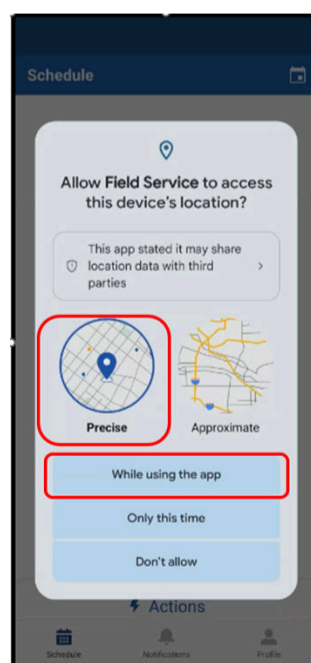 Schedule
Allow Field Service to access
this device's location?
This app stated it may share
location data with third
parties
Precise
Approximate
While using the app
Only this time
Don't allow
Actions
Schedule
Notifications
Profile